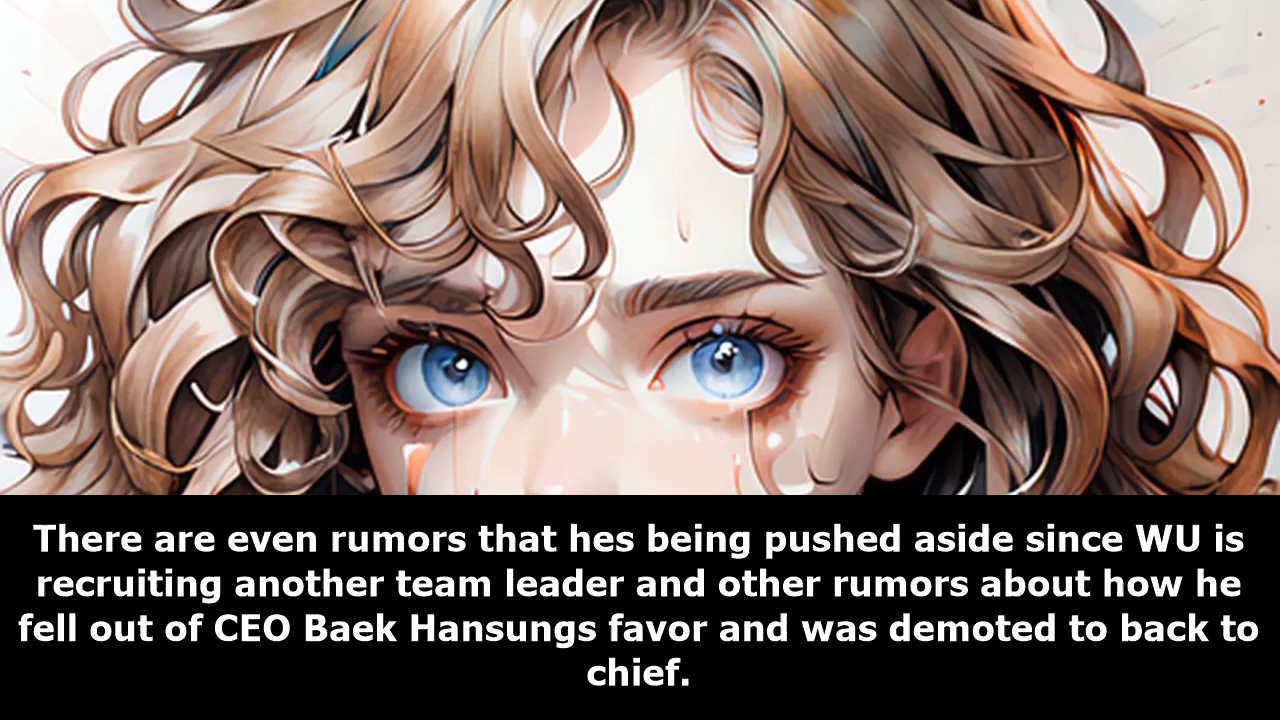 There are even rumors that hes being pushed aside since WU is
recruiting another team leader and other rumors about how he
fell out of CEO Baek Hansungs favor and was demoted to back to
chief.